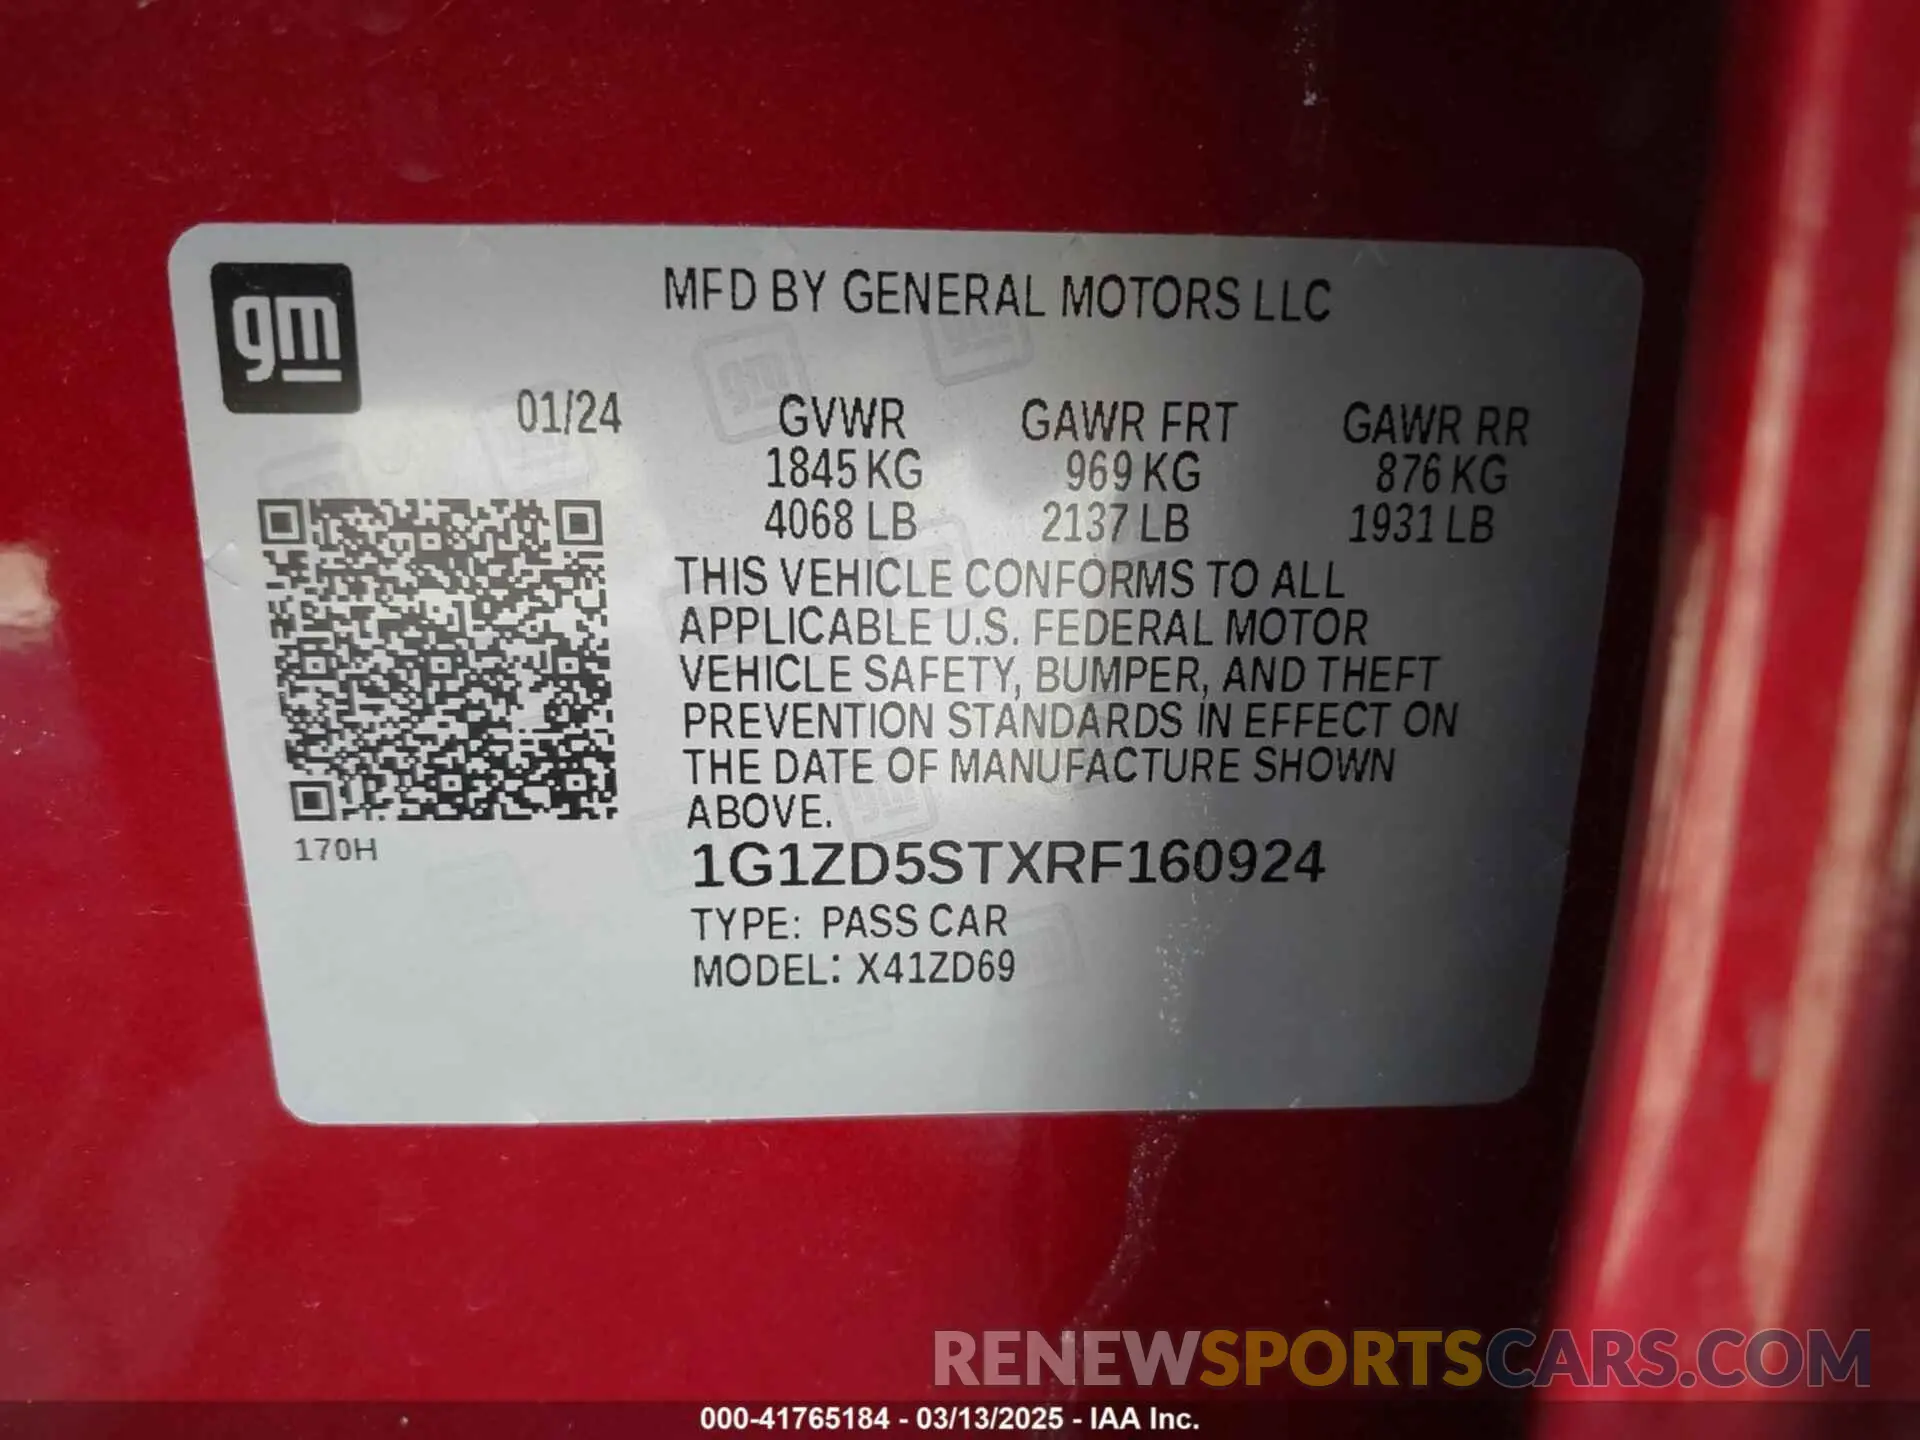 gm
MFD BY GENERAL MOTORS LLC
01/24 GVWR GAWR FRT GAWR RR
1845 KG 969 KG 876 KG
4068 LB 2137 LB 1931 LB
THIS VEHICLE CONFORMS TO ALL
APPLICABLE U.S. FEDERAL MOTOR
VEHICLE SAFETY, BUMPER, AND THEFT
PREVENTION STANDARDS IN EFFECT ON
THE DATE OF MANUFACTURE SHOWN
ABOVE.
170H
1G1ZD5STXRF160924
TYPE: PASS CAR
MODEL: X41ZD69
RENEWSPORTSCARS.COM
000-41765184 - 03/13/2025 - IAA Inc.